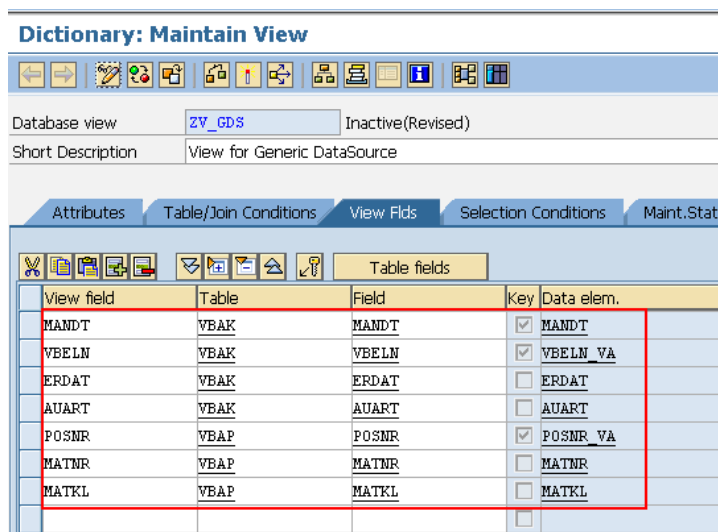 Dictionary: Maintain View
Database view ZV_GDS Inactive(Revised)
Short Description View for Generic DataSource
Attributes Table/Join Conditions View Flds Selection Conditions Maint.Stat
Table fields
View field Table Field Key Data elem.
MANDT VBAK MANDT MANDT
VBELN VBAK VBELN VBELN_VA
ERDAT VBAK ERDAT ERDAT
AUART VBAK AUART AUART
POSNR VBAP POSNR POSNR_VA
MATNR VBAP MATNR MATNR
MATKL VBAP MATKL MATKL